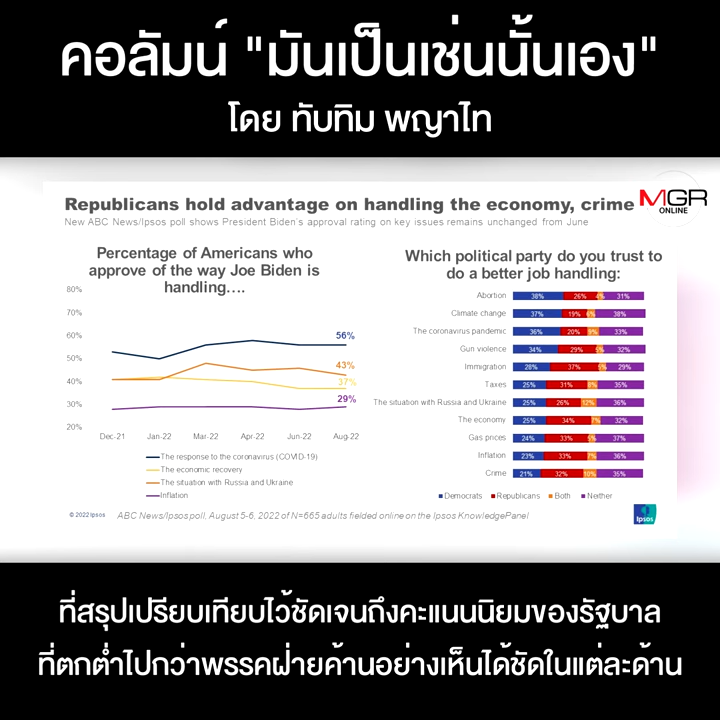 คอลัมน์ "มันเป็นเช่นนั้นเอง"
โดย ทับทิม พญาไท
Republicans hold advantage on handling the economy, crime
MGR
ONLINE
New ABC News/Ipsos poll shows President Biden's approval rating on key issues remains unchanged from June
Percentage of Americans who
approve of the way Joe Biden is
handling….
80%
70%
60%
50%
40%
30%
20%
56%
43%
37%
29%
Dec-21 Jan-22 Mar-22 Apr-22 Jun-22 Aug-22
The response to the coronavirus (COVID-19)
The economic recovery
The situation with Russia and Ukraine
Inflation
Which political party do you trust to
do a better job handling:
Abortion 38% 26% 4% 31%
Climate change 37% 19% 6% 38%
The coronavirus pandemic 36% 20% 9% 33%
Gun violence 34% 29% 5% 32%
Immigration 28% 37% 5% 29%
Taxes 25% 31% 8% 35%
The situation with Russia and Ukraine 25% 26% 12% 36%
The economy 25% 34% 7% 32%
Gas prices 24% 33% 5% 37%
Inflation 23% 33% 7% 36%
Crime 21% 32% 10% 35%
Democrats Republicans Both Neither
© 2022 Ipsos
ABC News/Ipsos poll, August 5-6, 2022 of N=665 adults fielded online on the Ipsos KnowledgePanel
Ipsos
ที่สรุปเปรียบเทียบไว้ชัดเจนถึงคะแนนนิยมของรัฐบาล
ที่ตกต่ำไปกว่าพรรคฝ่ายค้านอย่างเห็นได้ชัดในแต่ละด้าน